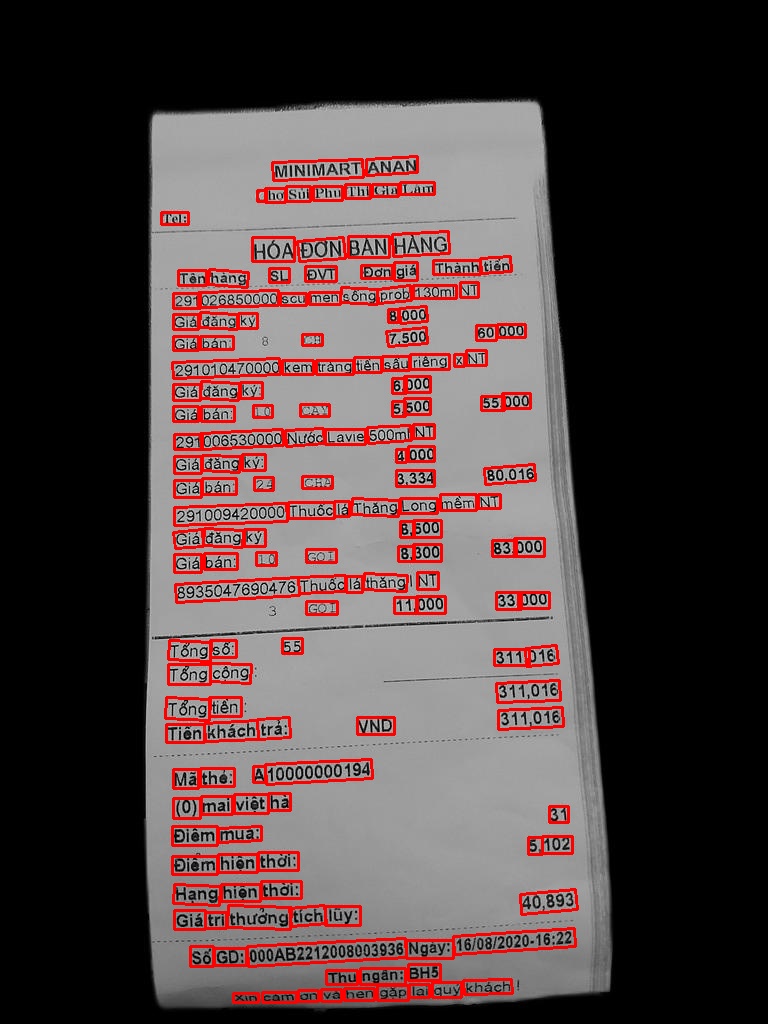 MINIMART ANAN
Chợ Sủi Phú Thị Gia Lâm
Tel:
HÓA ĐƠN BÁN HÀNG
Tên hàng SL ĐVT Đơn giá Thành tiền
291026850000 scu men sống prob 130ml NT
Giá đăng ký 8,000
Giá bán: 8 CH 7,500 60,000
291010470000 kem tràng tiền sầu riêng x NT
Giá đăng ký: 6,000
Giá bán: 10 CAY 5,500 55,000
291006530000 Nước Lavie 500ml NT
Giá đăng ký: 4,000
Giá bán: 24 CHA 3,334 80,016
291009420000 Thuốc lá Thăng Long mềm NT
Giá đăng ký 8,500
Giá bán: 10 GOI 8,300 83,000
8935047690476 Thuốc lá thăng l NT
3 GOI 11,000 33,000
Tổng số: 55
Tổng cộng : 311,016
Tổng tiền : 311,016
Tiền khách trả: VND 311,016
Mã thẻ: A10000000194
(0) mai việt hà
Điểm mua: 31
Điểm hiện thời: 5,102
Hạng hiện thời:
Giá trị thưởng tích lũy: 40,893
Số GD: 000AB2212008003936 Ngày: 16/08/2020-16:22
Thu ngân: BH5
Xin cảm ơn và hẹn gặp lại quý khách !